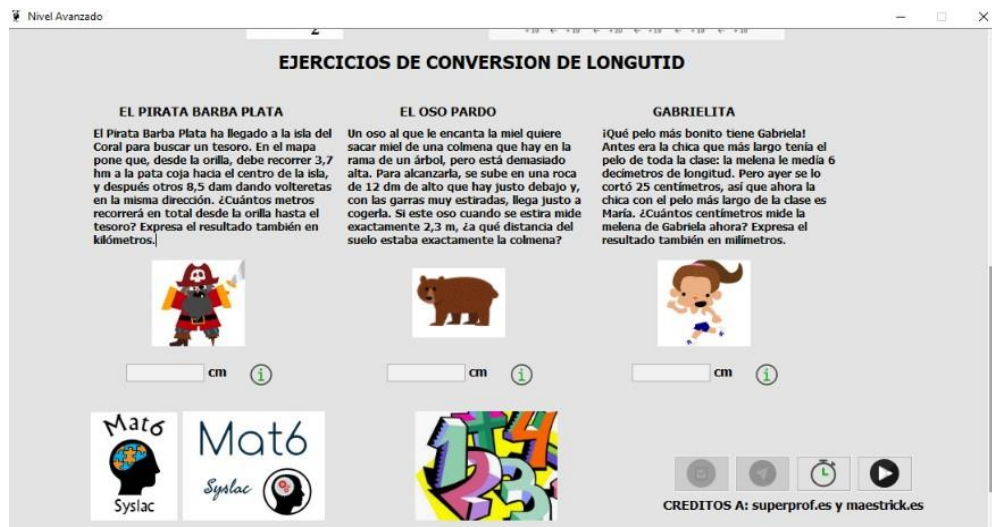 Nivel Avanzado
2
EJERCICIOS DE CONVERSION DE LONGUTID
EL PIRATA BARBA PLATA
El Pirata Barba Plata ha llegado a la isla del
Coral para buscar un tesoro. En el mapa
pone que, desde la orilla, debe recorrer 3,7
hm a la pata coja hacia el centro de la isla,
y después otros 8,5 dam dando volteretas
en la misma dirección. ¿Cuántos metros
recorrerá en total desde la orilla hasta el
tesoro? Expresa el resultado también en
kilómetros.
cm
EL OSO PARDO
Un oso al que le encanta la miel quiere
sacar miel de una colmena que hay en la
rama de un árbol, pero está demasiado
alta. Para alcanzarla, se sube en una roca
de 12 dm de alto que hay justo debajo y,
con las garras muy estiradas, llega justo a
cogerla. Si este oso cuando se estira mide
exactamente 2,3 m, ¿a qué distancia del
suelo estaba exactamente la colmena?
cm
GABRIELITA
¡Qué pelo más bonito tiene Gabriela!
Antes era la chica que más largo tenía el
pelo de toda la clase: la melena le medía 6
decímetros de longitud. Pero ayer se lo
cortó 25 centímetros, así que ahora la
chica con el pelo más largo de la clase es
María. ¿Cuántos centímetros mide la
melena de Gabriela ahora? Expresa el
resultado también en milímetros.
cm
Mat6
Syslac
Mat6
Syslac
1 + 4
2 3
CREDITOS A: superprof.es y maestrick.es